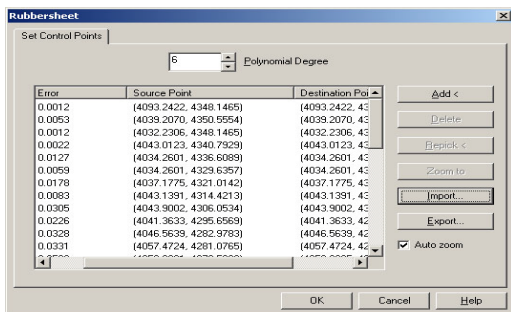 Rubbersheet
Set Control Points
6 Polynomial Degree
Error Source Point Destination Poi
0.0012 (4093.2422, 4348.1465) (4093.2422, 43
0.0053 (4039.2070, 4350.5554) (4039.2070, 43
0.0012 (4032.2306, 4348.1465) (4032.2306, 43
0.0022 (4043.0123, 4340.7929) (4043.0123, 43
0.0127 (4034.2601, 4336.6089) (4034.2601, 43
0.0059 (4034.2601, 4329.6357) (4034.2601, 43
0.0178 (4037.1775, 4321.0142) (4037.1775, 43
0.0083 (4043.1391, 4314.4213) (4043.1391, 43
0.0305 (4043.9002, 4306.0534) (4043.9002, 43
0.0226 (4041.3633, 4295.6569) (4041.3633, 42
0.0328 (4046.5639, 4282.9783) (4046.5639, 42
0.0331 (4057.4724, 4281.0765) (4057.4724, 42
Add <
Delete
Repick <
Zoom to
Import...
Export...
Auto zoom
OK Cancel Help